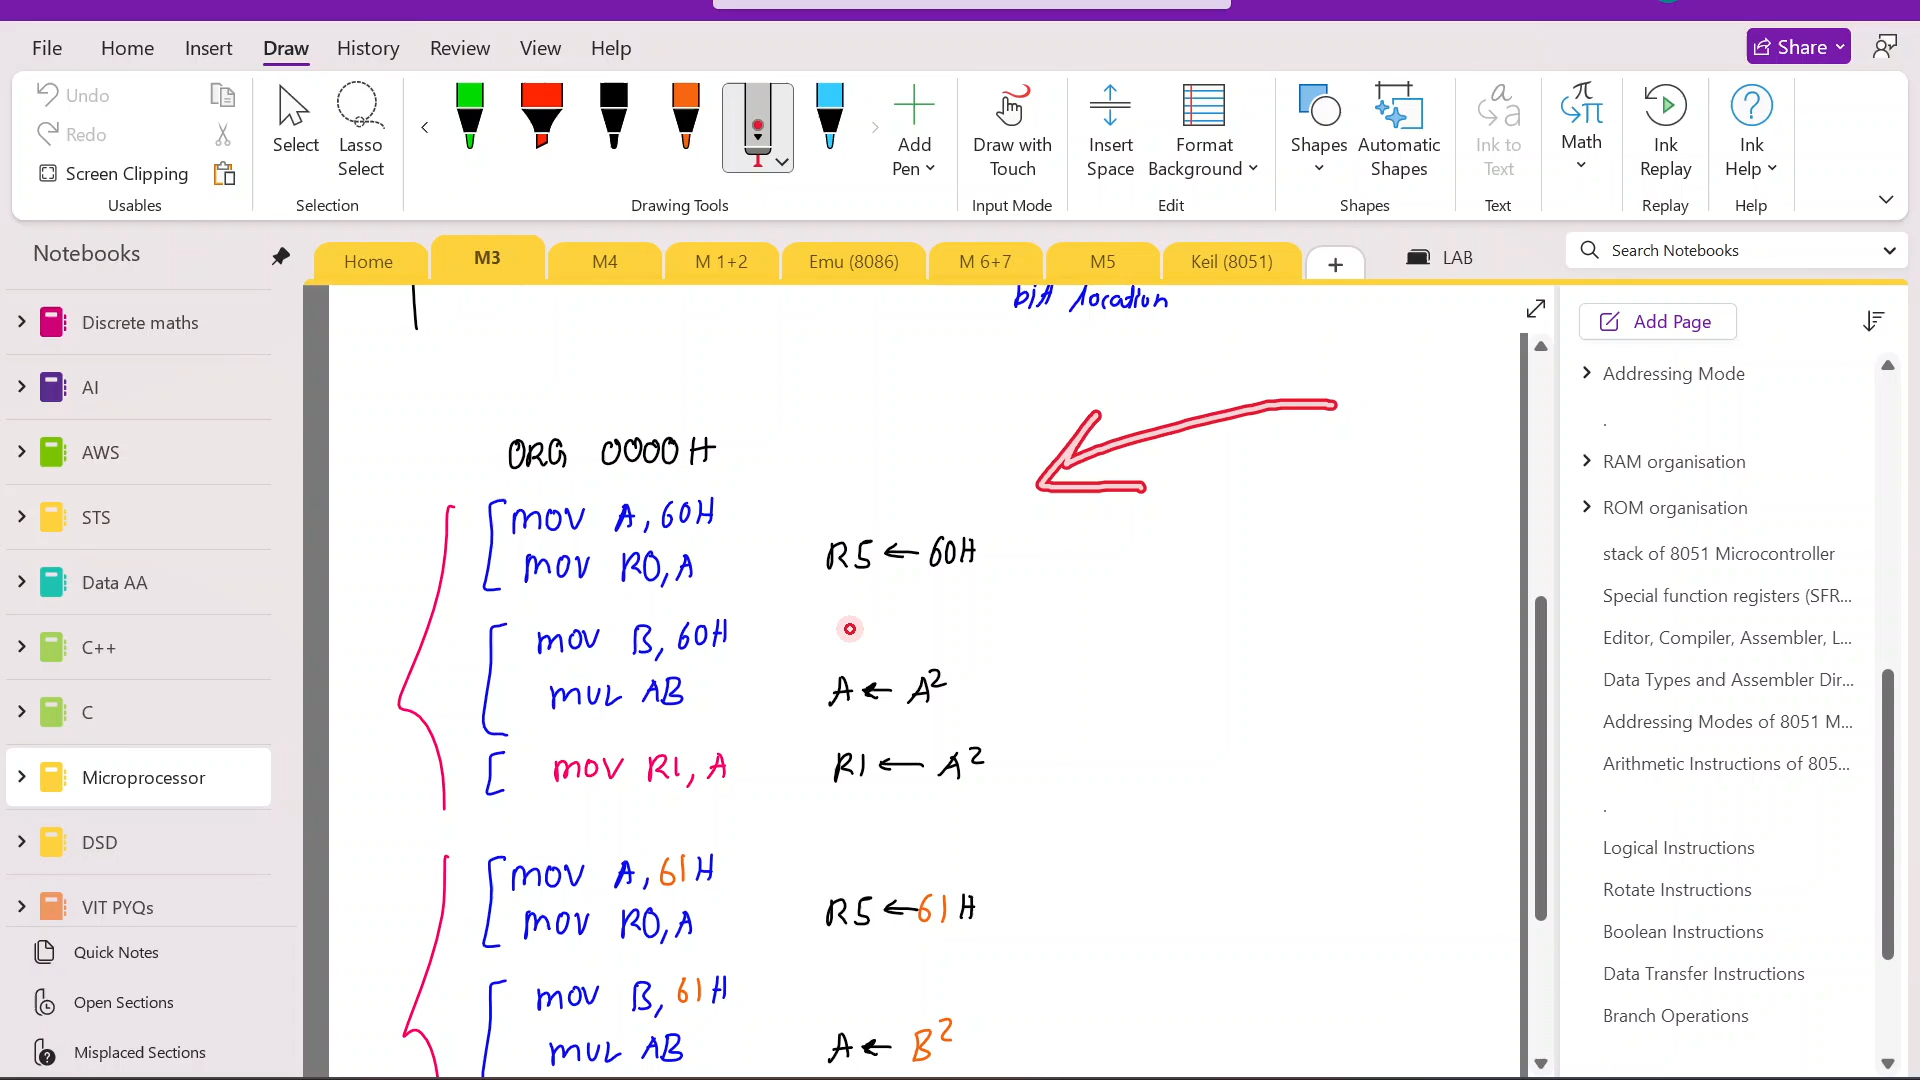 File Home Insert Draw History Review View Help Share
Undo
Redo
Screen Clipping
Usables
Select
Lasso Select
Selection
Drawing Tools
Add Pen
Draw with Touch
Input Mode
Insert Space
Format Background
Edit
Shapes
Automatic Shapes
Shapes
Ink to Text
Text
Math
Ink Replay
Replay
Ink Help
Help
Notebooks
Home M3 M4 M 1+2 Emu (8086) M 6+7 M5 Keil (8051) + LAB
Search Notebooks
Discrete maths
AI
AWS
STS
Data AA
C++
C
Microprocessor
DSD
VIT PYQs
Quick Notes
Open Sections
Misplaced Sections
bit location
ORG 0000H
mov A, 60H
mov R0, A
R5 ← 60H
mov B, 60H
mul AB
A ← A²
mov R1, A
R1 ← A²
mov A, 61H
mov R0, A
R5 ← 61H
mov B, 61H
mul AB
A ← B²
Add Page
Addressing Mode
.
RAM organisation
ROM organisation
stack of 8051 Microcontroller
Special function registers (SFR...
Editor, Compiler, Assembler, L...
Data Types and Assembler Dir...
Addressing Modes of 8051 M...
Arithmetic Instructions of 805...
.
Logical Instructions
Rotate Instructions
Boolean Instructions
Data Transfer Instructions
Branch Operations